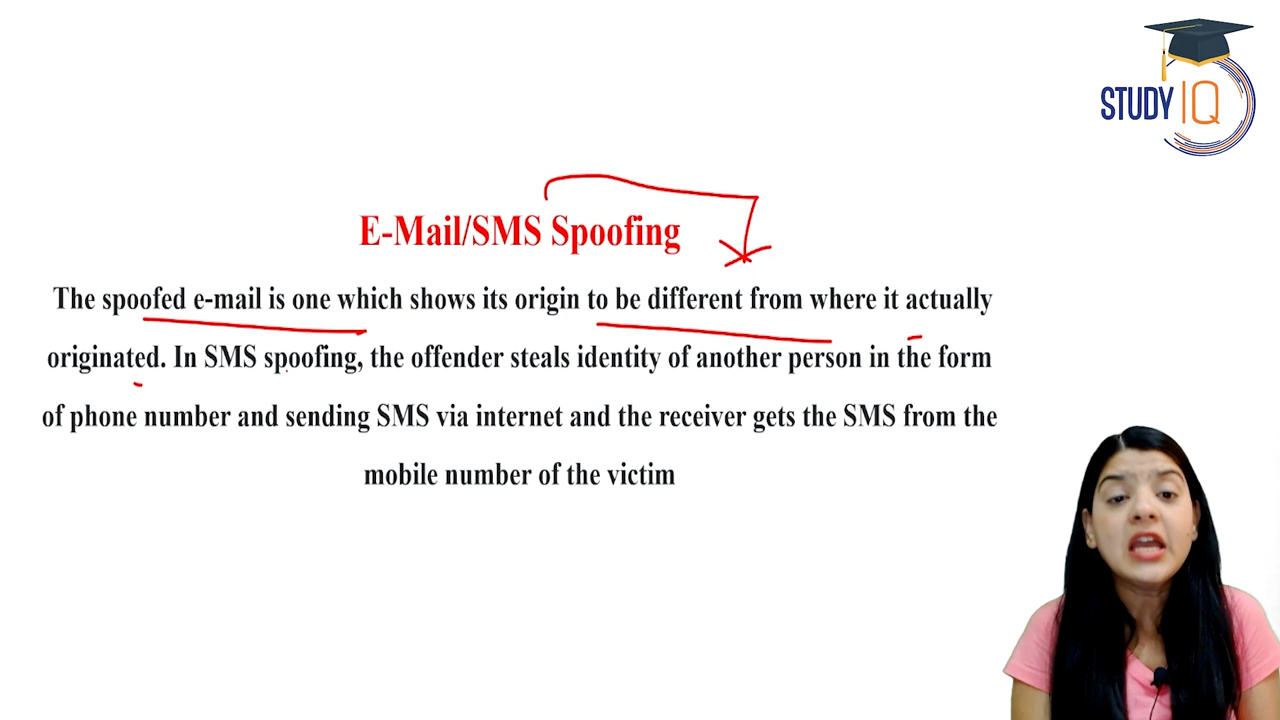 STUDY IQ
E-Mail/SMS Spoofing
The spoofed e-mail is one which shows its origin to be different from where it actually
originated. In SMS spoofing, the offender steals identity of another person in the form
of phone number and sending SMS via internet and the receiver gets the SMS from the
mobile number of the victim